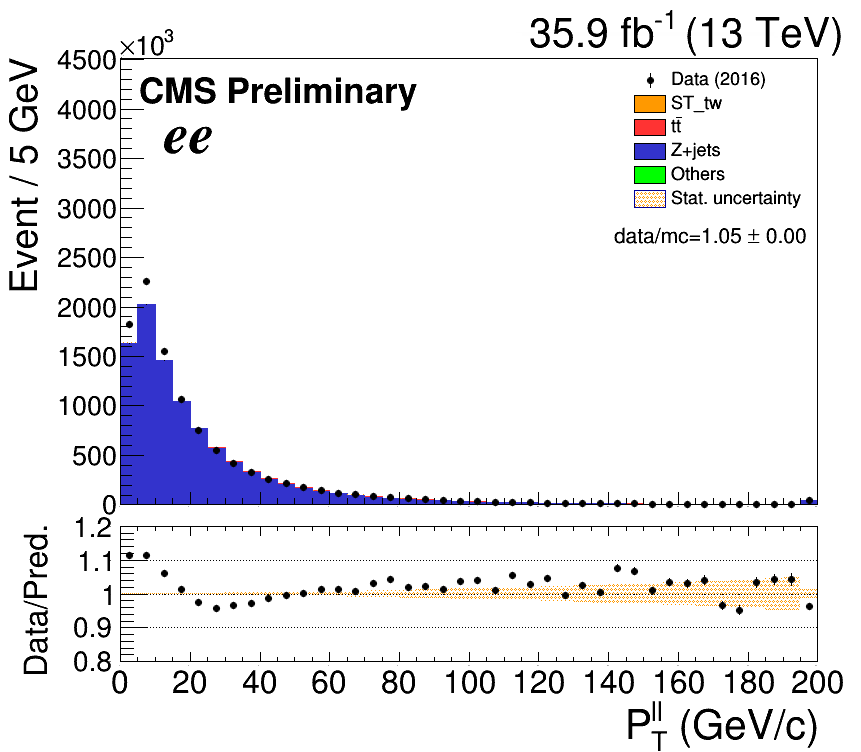 35.9 fb⁻¹ (13 TeV)
×10³
CMS Preliminary
ee
Event / 5 GeV
4500
4000
3500
3000
2500
2000
1500
1000
500
0
Data (2016)
ST_tw
tt̄
Z+jets
Others
Stat. uncertainty
data/mc=1.05 ± 0.00
Data/Pred.
1.2
1.1
1
0.9
0.8
0 20 40 60 80 100 120 140 160 180 200
P_T^ll (GeV/c)